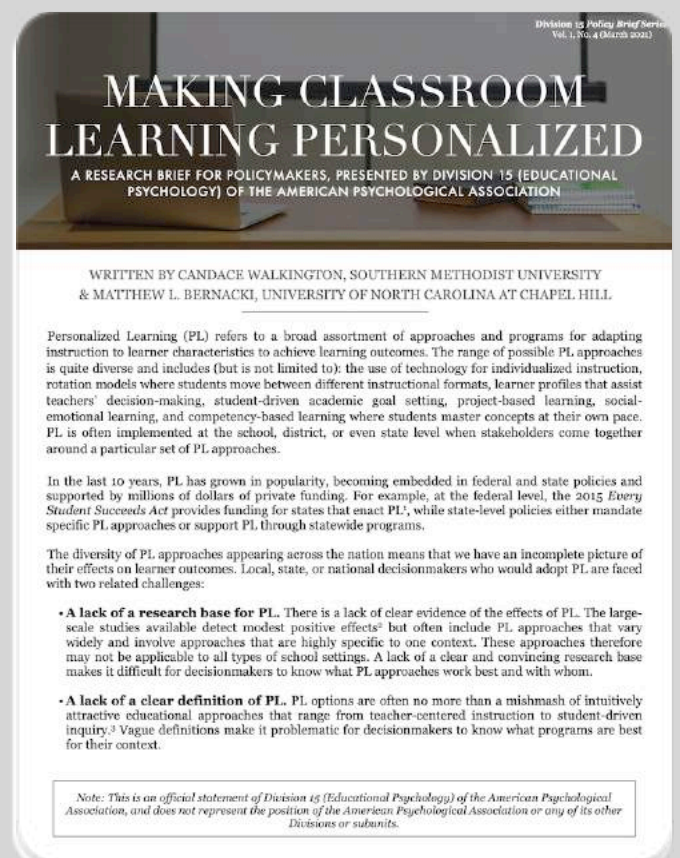 Division 15 Policy Brief Series
Vol. 1, No. 4 (March 2021)
MAKING CLASSROOM
LEARNING PERSONALIZED
A RESEARCH BRIEF FOR POLICYMAKERS, PRESENTED BY DIVISION 15 (EDUCATIONAL
PSYCHOLOGY) OF THE AMERICAN PSYCHOLOGICAL ASSOCIATION
WRITTEN BY CANDACE WALKINGTON, SOUTHERN METHODIST UNIVERSITY
& MATTHEW L. BERNACKI, UNIVERSITY OF NORTH CAROLINA AT CHAPEL HILL
Personalized Learning (PL) refers to a broad assortment of approaches and programs for adapting
instruction to learner characteristics to achieve learning outcomes. The range of possible PL approaches
is quite diverse and includes (but is not limited to): the use of technology for individualized instruction,
rotation models where students move between different instructional formats, learner profiles that assist
teachers' decision-making, student-driven academic goal setting, project-based learning, social-
emotional learning, and competency-based learning where students master concepts at their own pace.
PL is often implemented at the school, district, or even state level when stakeholders come together
around a particular set of PL approaches.
In the last 10 years, PL has grown in popularity, becoming embedded in federal and state policies and
supported by millions of dollars of private funding. For example, at the federal level, the 2015 Every
Student Succeeds Act provides funding for states that enact PL¹, while state-level policies either mandate
specific PL approaches or support PL through statewide programs.
The diversity of PL approaches appearing across the nation means that we have an incomplete picture of
their effects on learner outcomes. Local, state, or national decisionmakers who would adopt PL are faced
with two related challenges:
• A lack of a research base for PL. There is a lack of clear evidence of the effects of PL. The large-
scale studies available detect modest positive effects² but often include PL approaches that vary
widely and involve approaches that are highly specific to one context. These approaches therefore
may not be applicable to all types of school settings. A lack of a clear and convincing research base
makes it difficult for decisionmakers to know what PL approaches work best and with whom.
• A lack of a clear definition of PL. PL options are often no more than a mishmash of intuitively
attractive educational approaches that range from teacher-centered instruction to student-driven
inquiry.³ Vague definitions make it problematic for decisionmakers to know what programs are best
for their context.
Note: This is an official statement of Division 15 (Educational Psychology) of the American Psychological
Association, and does not represent the position of the American Psychological Association or any of its other
Divisions or subunits.